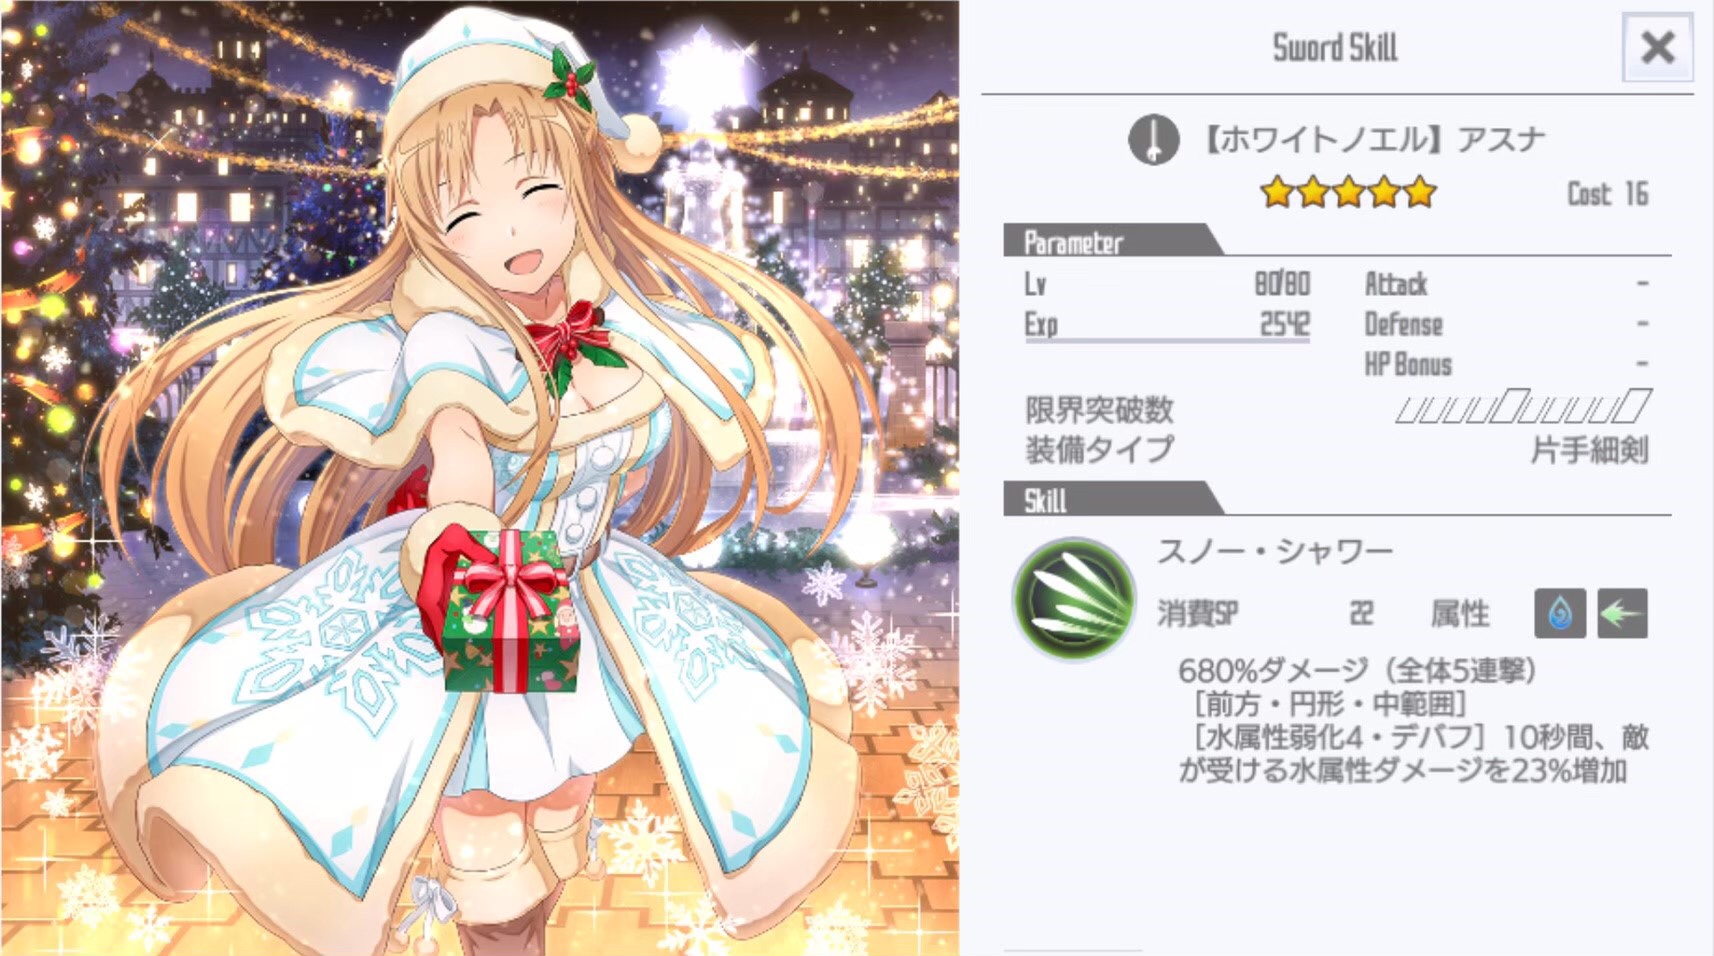 Sword Skill
【ホワイトノエル】アスナ
Cost 16
Parameter
Lv 80/80 Attack -
Exp 2542 Defense -
HP Bonus -
限界突破数
装備タイプ 片手細剣
Skill
スノー・シャワー
消費SP 22 属性
680%ダメージ（全体5連撃）
［前方・円形・中範囲］
［水属性弱化4・デバフ］10秒間、敵
が受ける水属性ダメージを23%増加